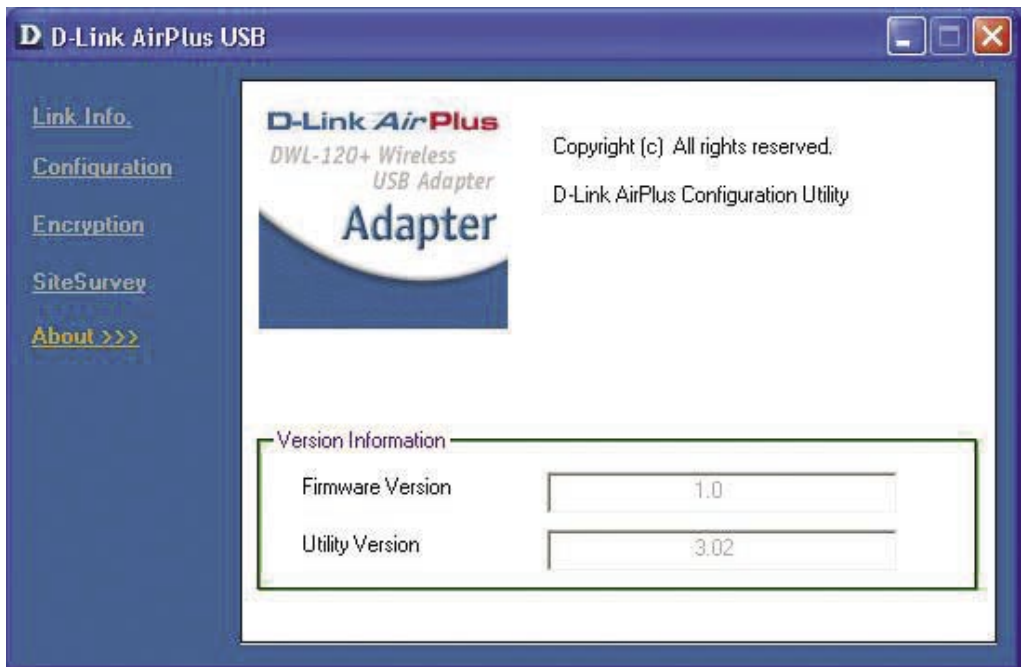 D D-Link AirPlus USB
Link Info.
Configuration
Encryption
SiteSurvey
About >>>
D-Link AirPlus
DWL-120+ Wireless
USB Adapter
Adapter
Copyright (c) All rights reserved.
D-Link AirPlus Configuration Utility
Version Information
Firmware Version
1.0
Utility Version
3.02